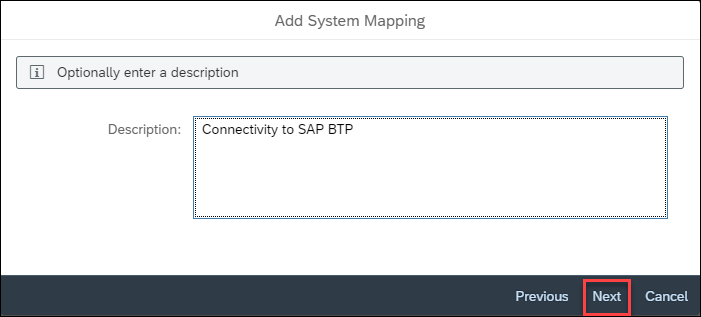 Add System Mapping
Optionally enter a description
Description: Connectivity to SAP BTP
Previous Next Cancel